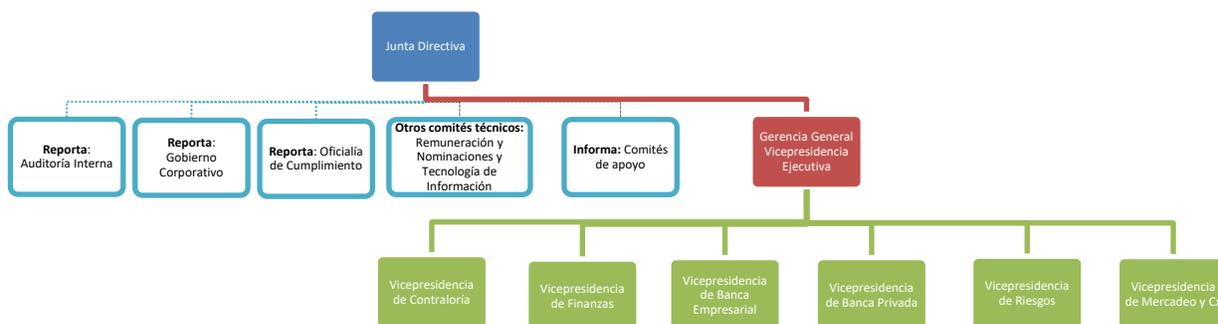 Junta Directiva
Reporta:
Auditoría Interna
Reporta:
Gobierno
Corporativo
Reporta: Oficialía
de Cumplimiento
Otros comités técnicos:
Remuneración y
Nominaciones y
Tecnología de
Información
Informa: Comités
de apoyo
Gerencia General
Vicepresidencia
Ejecutiva
Vicepresidencia
de Contraloría
Vicepresidencia
de Finanzas
Vicepresidencia
de Banca
Empresarial
Vicepresidencia
de Banca Privada
Vicepresidencia
de Riesgos
Vicepresidencia
de Mercadeo y Cx